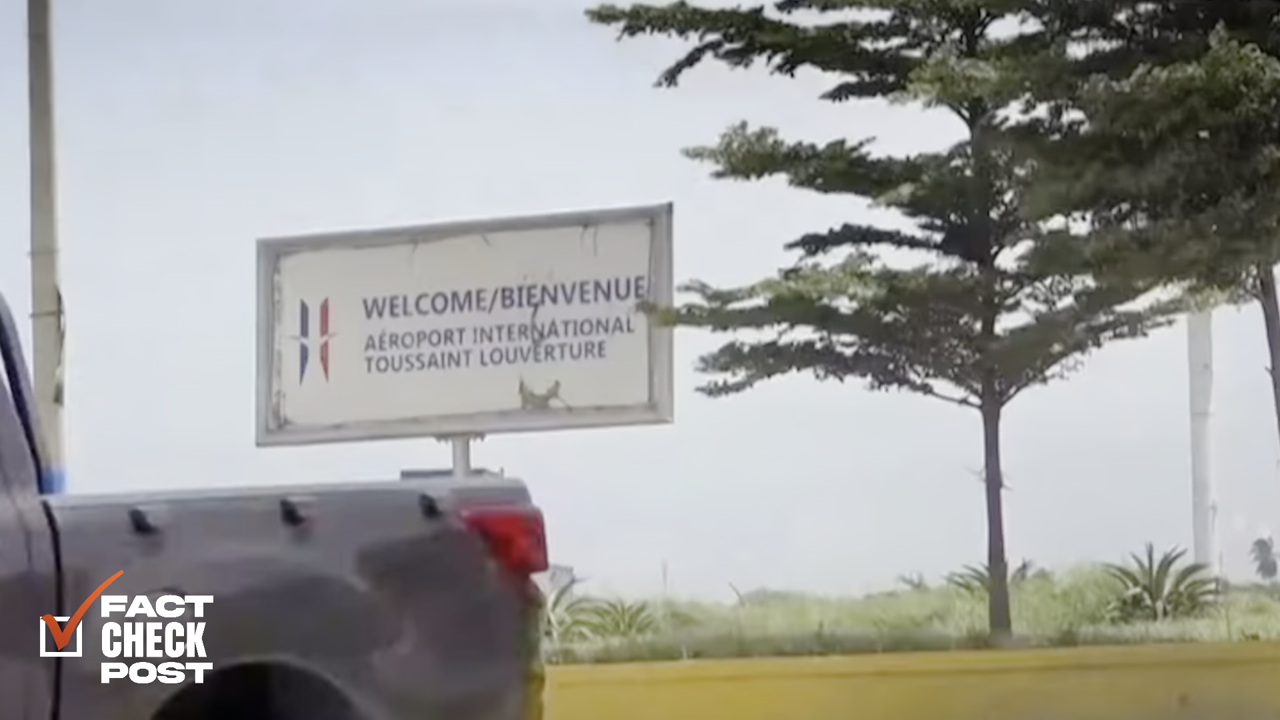 WELCOME/BIENVENUE
AÉROPORT INTERNATIONAL
TOUSSAINT LOUVERTURE
FACT
CHECK
POST